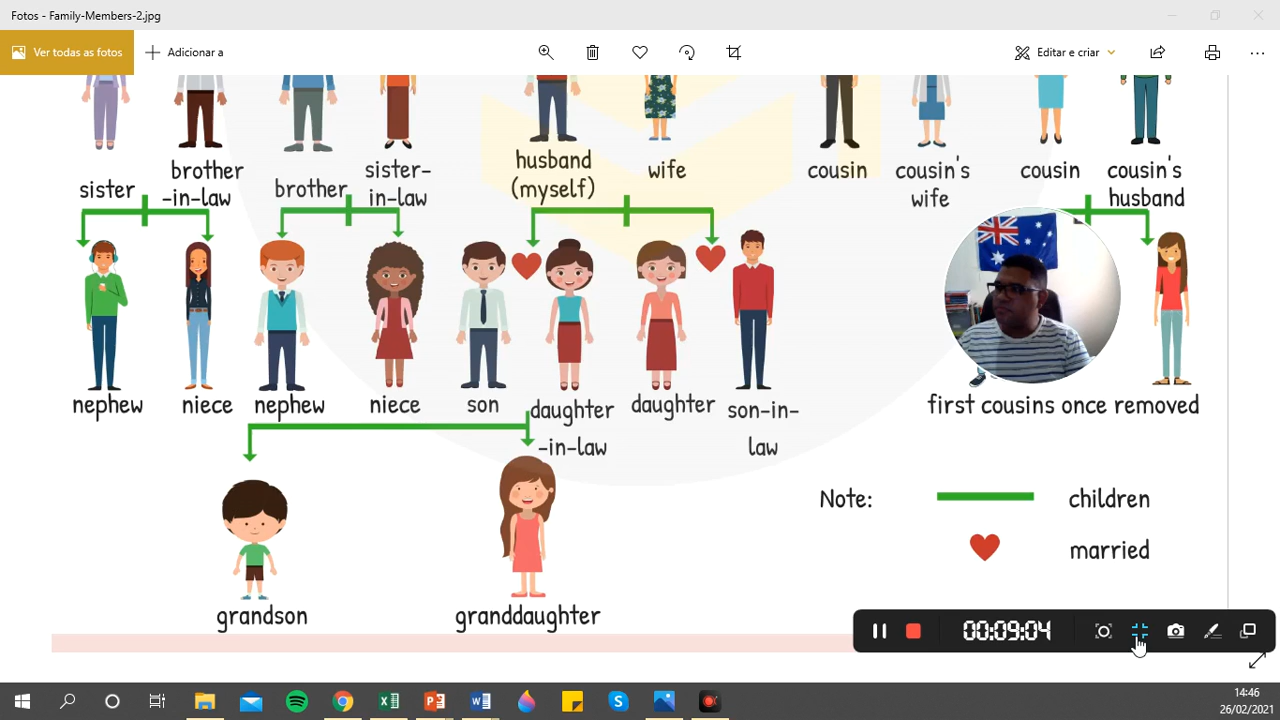 Fotos - Family-Members-2.jpg
Ver todas as fotos
Adicionar a
Editar e criar
sister
brother
-in-law
brother
sister-
in-law
husband
(myself)
wife
cousin
cousin's
wife
cousin
cousin's
husband
nephew
niece
nephew
niece
son
daughter
-in-law
daughter
son-in-
law
first cousins once removed
grandson
granddaughter
Note:
children
married
00:09:04
14:46
26/02/2021